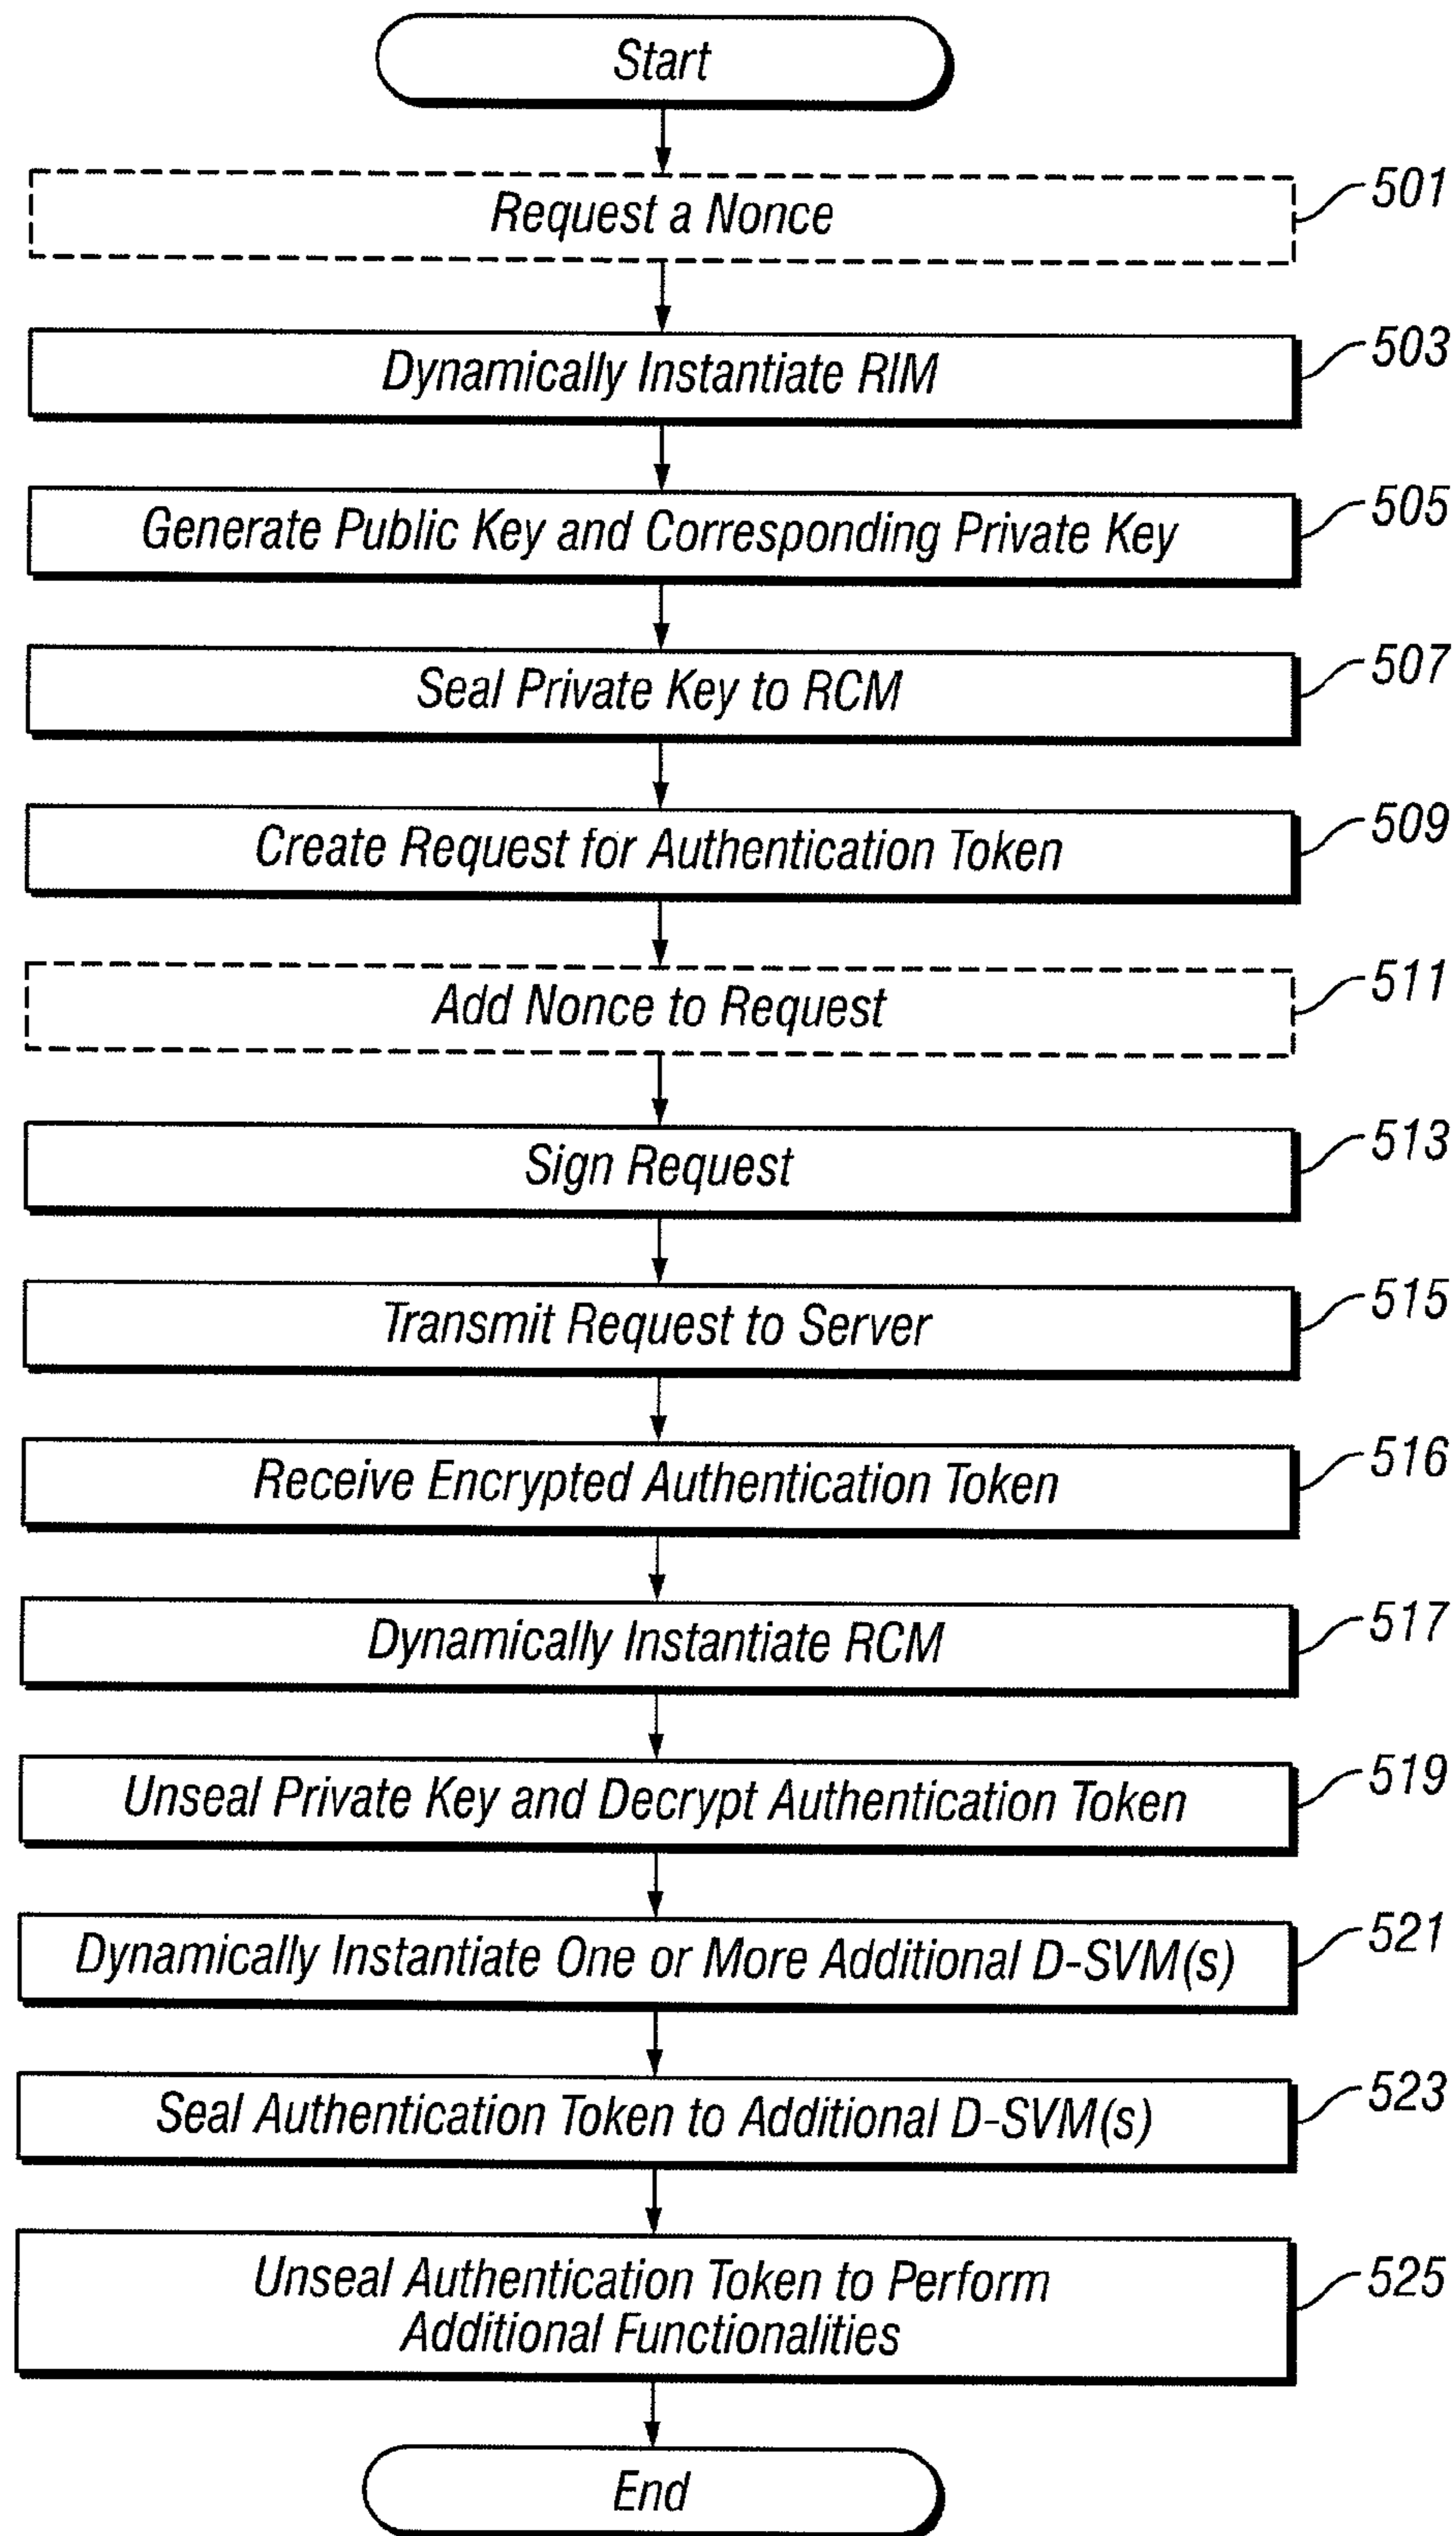 Start
Request a Nonce
501
Dynamically Instantiate RIM
503
Generate Public Key and Corresponding Private Key
505
Seal Private Key to RCM
507
Create Request for Authentication Token
509
Add Nonce to Request
511
Sign Request
513
Transmit Request to Server
515
Receive Encrypted Authentication Token
516
Dynamically Instantiate RCM
517
Unseal Private Key and Decrypt Authentication Token
519
Dynamically Instantiate One or More Additional D-SVM(s)
521
Seal Authentication Token to Additional D-SVM(s)
523
Unseal Authentication Token to Perform
Additional Functionalities
525
End